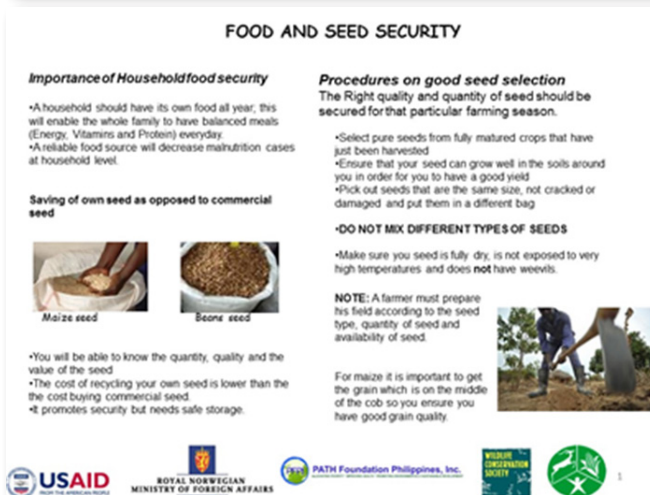 FOOD AND SEED SECURITY
Importance of Household food security
•A household should have its own food all year; this
will enable the whole family to have balanced meals
(Energy, Vitamins and Protein) everyday.
•A reliable food source will decrease malnutrition cases
at household level.
Saving of own seed as opposed to commercial
seed
Maize seed
Beans seed
•You will be able to know the quantity, quality and the
value of the seed
•The cost of recycling your own seed is lower than the
the cost buying commercial seed.
•It promotes security but needs safe storage.
Procedures on good seed selection
The Right quality and quantity of seed should be
secured for that particular farming season.
•Select pure seeds from fully matured crops that have
just been harvested
•Ensure that your seed can grow well in the soils around
you in order for you to have a good yield
•Pick out seeds that are the same size, not cracked or
damaged and put them in a different bag
•DO NOT MIX DIFFERENT TYPES OF SEEDS
•Make sure you seed is fully dry, is not exposed to very
high temperatures and does not have weevils.
NOTE: A farmer must prepare
his field according to the seed
type, quantity of seed and
availability of seed.
For maize it is important to get
the grain which is on the middle
of the cob so you ensure you
have good grain quality.
USAID
FROM THE AMERICAN PEOPLE
ROYAL NORWEGIAN
MINISTRY OF FOREIGN AFFAIRS
PATH Foundation Philippines, Inc.
WILDLIFE
CONSERVATION
SOCIETY
1